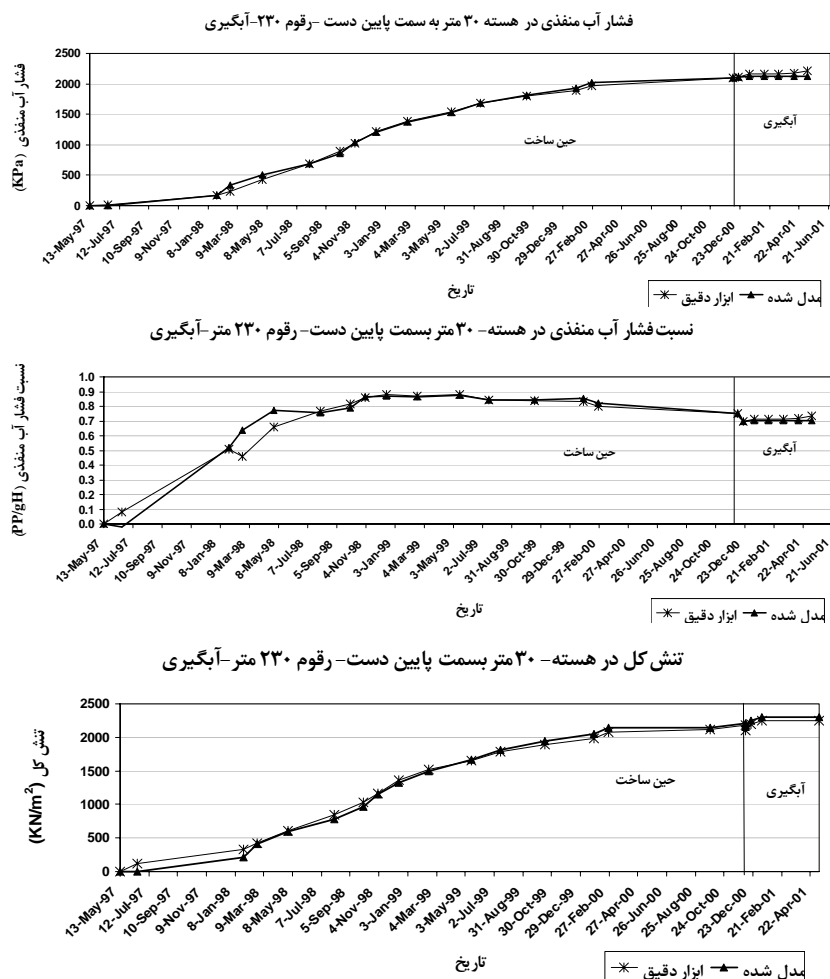 فشار آب منفذی در هسته ۳۰ متر به سمت پایین دست -رقوم ۲۳۰-آبگیری
فشار آب منفذی (KPa)
2500
2000
1500
1000
500
0
حین ساخت
آبگیری
13-May-97
12-Jul-97
10-Sep-97
9-Nov-97
8-Jan-98
9-Mar-98
8-May-98
7-Jul-98
5-Sep-98
4-Nov-98
3-Jan-99
4-Mar-99
3-May-99
2-Jul-99
31-Aug-99
30-Oct-99
29-Dec-99
27-Feb-00
27-Apr-00
26-Jun-00
25-Aug-00
24-Oct-00
23-Dec-00
21-Feb-01
22-Apr-01
21-Jun-01
تاریخ
ابزار دقیق
مدل شده
نسبت فشار آب منفذی در هسته- ۳۰ متر بسمت پایین دست- رقوم ۲۳۰ متر-آبگیری
نسبت فشار آب منفذی (PP/gH)
1.0
0.9
0.8
0.7
0.6
0.5
0.4
0.3
0.2
0.1
0.0
حین ساخت
آبگیری
13-May-97
12-Jul-97
10-Sep-97
9-Nov-97
8-Jan-98
9-Mar-98
8-May-98
7-Jul-98
5-Sep-98
4-Nov-98
3-Jan-99
4-Mar-99
3-May-99
2-Jul-99
31-Aug-99
30-Oct-99
29-Dec-99
27-Feb-00
27-Apr-00
26-Jun-00
25-Aug-00
24-Oct-00
23-Dec-00
21-Feb-01
22-Apr-01
21-Jun-01
تاریخ
ابزار دقیق
مدل شده
تنش کل در هسته- ۳۰ متر بسمت پایین دست- رقوم ۲۳۰ متر-آبگیری
تنش کل (KN/m²)
2500
2000
1500
1000
500
0
حین ساخت
آبگیری
13-May-97
12-Jul-97
10-Sep-97
9-Nov-97
8-Jan-98
9-Mar-98
8-May-98
7-Jul-98
5-Sep-98
4-Nov-98
3-Jan-99
4-Mar-99
3-May-99
2-Jul-99
31-Aug-99
30-Oct-99
29-Dec-99
27-Feb-00
27-Apr-00
26-Jun-00
25-Aug-00
24-Oct-00
23-Dec-00
21-Feb-01
22-Apr-01
تاریخ
ابزار دقیق
مدل شده